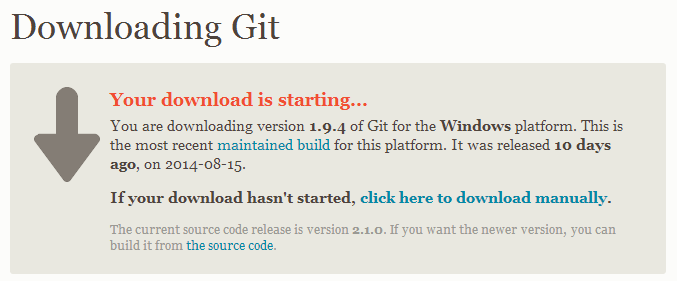 Downloading Git
Your download is starting...
You are downloading version 1.9.4 of Git for the Windows platform. This is
the most recent maintained build for this platform. It was released 10 days
ago, on 2014-08-15.
If your download hasn't started, click here to download manually.
The current source code release is version 2.1.0. If you want the newer version, you can
build it from the source code.